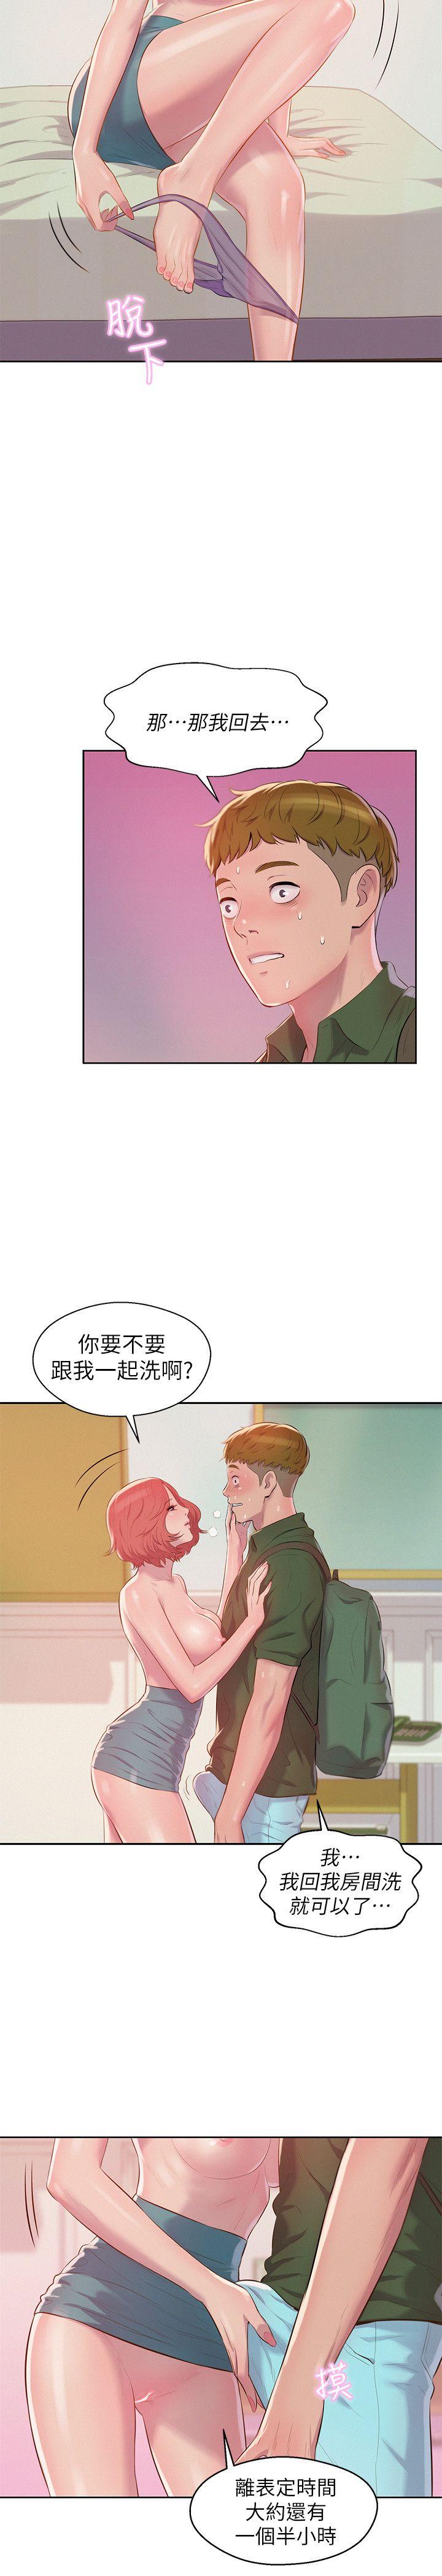 脫
下
那…那我回去…
你要不要
跟我一起洗啊?
我…
我回我房間洗
就可以了…
摸
離表定時間
大約還有
一個半小時